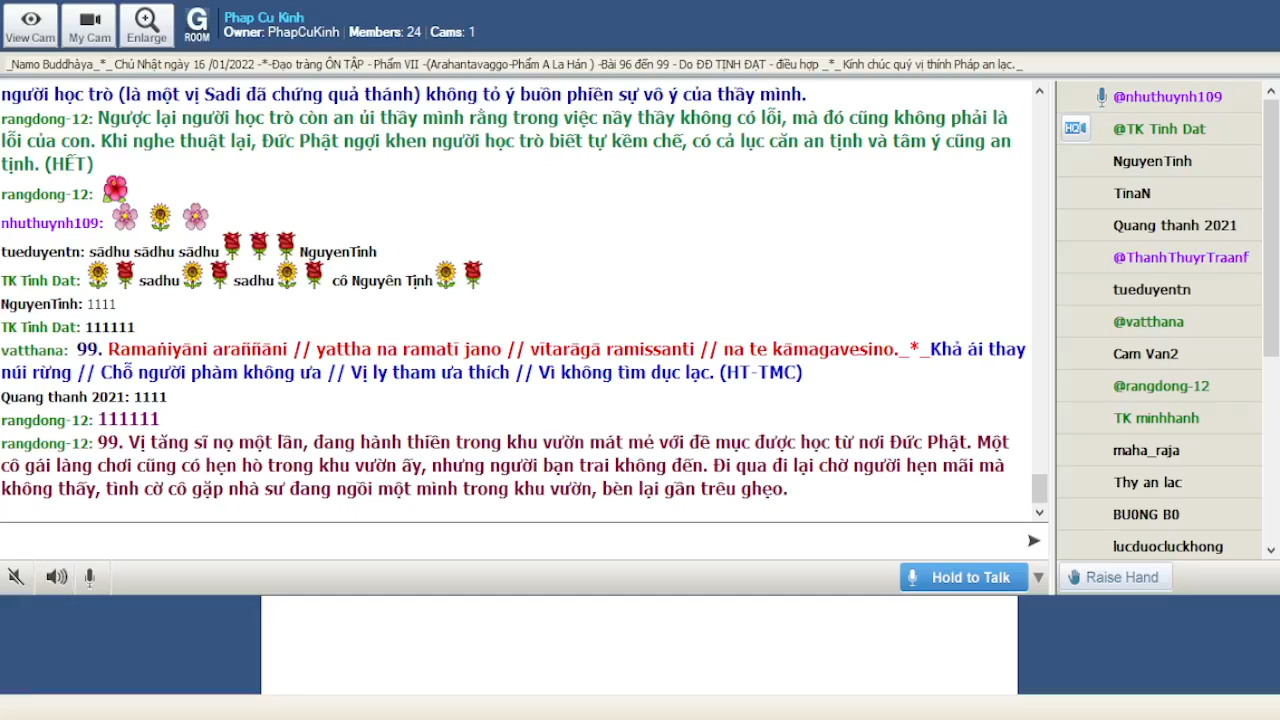 View Cam
My Cam
Enlarge
G
ROOM
Phap Cu Kinh
Owner: PhapCuKinh | Members: 24 | Cams: 1
_Namo Buddhàya_*_ Chủ Nhật ngày 16 /01/2022 -*-Đạo tràng ÔN TẬP - Phẩm VII -(Arahantavaggo-Phẩm A La Hán ) -Bài 96 đến 99 - Do ĐĐ TỊNH ĐẠT - điều hợp _*_ Kính chúc quý vị thính Pháp an lạc._
người học trò (là một vị Sadi đã chứng quả thánh) không tỏ ý buồn phiền sự vô ý của thầy mình.
rangdong-12: Ngược lại người học trò còn an ủi thầy mình rằng trong việc nầy thầy không có lỗi, mà đó cũng không phải là
lỗi của con. Khi nghe thuật lại, Đức Phật ngợi khen người học trò biết tự kềm chế, có cả lục căn an tịnh và tâm ý cũng an
tịnh. (HẾT)
rangdong-12:
nhuthuynh109:
tueduyentn: sādhu sādhu sādhu NguyenTinh
TK Tinh Dat: sadhu sadhu cô Nguyên Tịnh
NguyenTinh: 1111
TK Tinh Dat: 111111
vatthana: 99. Ramaṅiyāni araññāni // yattha na ramatī jano // vītarāgā ramissanti // na te kāmagavesino._*_Khả ái thay
núi rừng // Chỗ người phàm không ưa // Vị ly tham ưa thích // Vì không tìm dục lạc. (HT-TMC)
Quang thanh 2021: 1111
rangdong-12: 111111
rangdong-12: 99. Vị tăng sĩ nọ một lần, đang hành thiền trong khu vườn mát mẻ với đề mục được học từ nơi Đức Phật. Một
cô gái làng chơi cũng có hẹn hò trong khu vườn ấy, nhưng người bạn trai không đến. Đi qua đi lại chờ người hẹn mãi mà
không thấy, tình cờ cô gặp nhà sư đang ngồi một mình trong khu vườn, bèn lại gần trêu ghẹo.
Hold to Talk
@nhuthuynh109
HD
@TK Tinh Dat
NguyenTinh
TinaN
Quang thanh 2021
@ThanhThuyrTraanf
tueduyentn
@vatthana
Cam Van2
@rangdong-12
TK minhhanh
maha_raja
Thy an lac
BU0NG B0
lucduocluckhong
Raise Hand